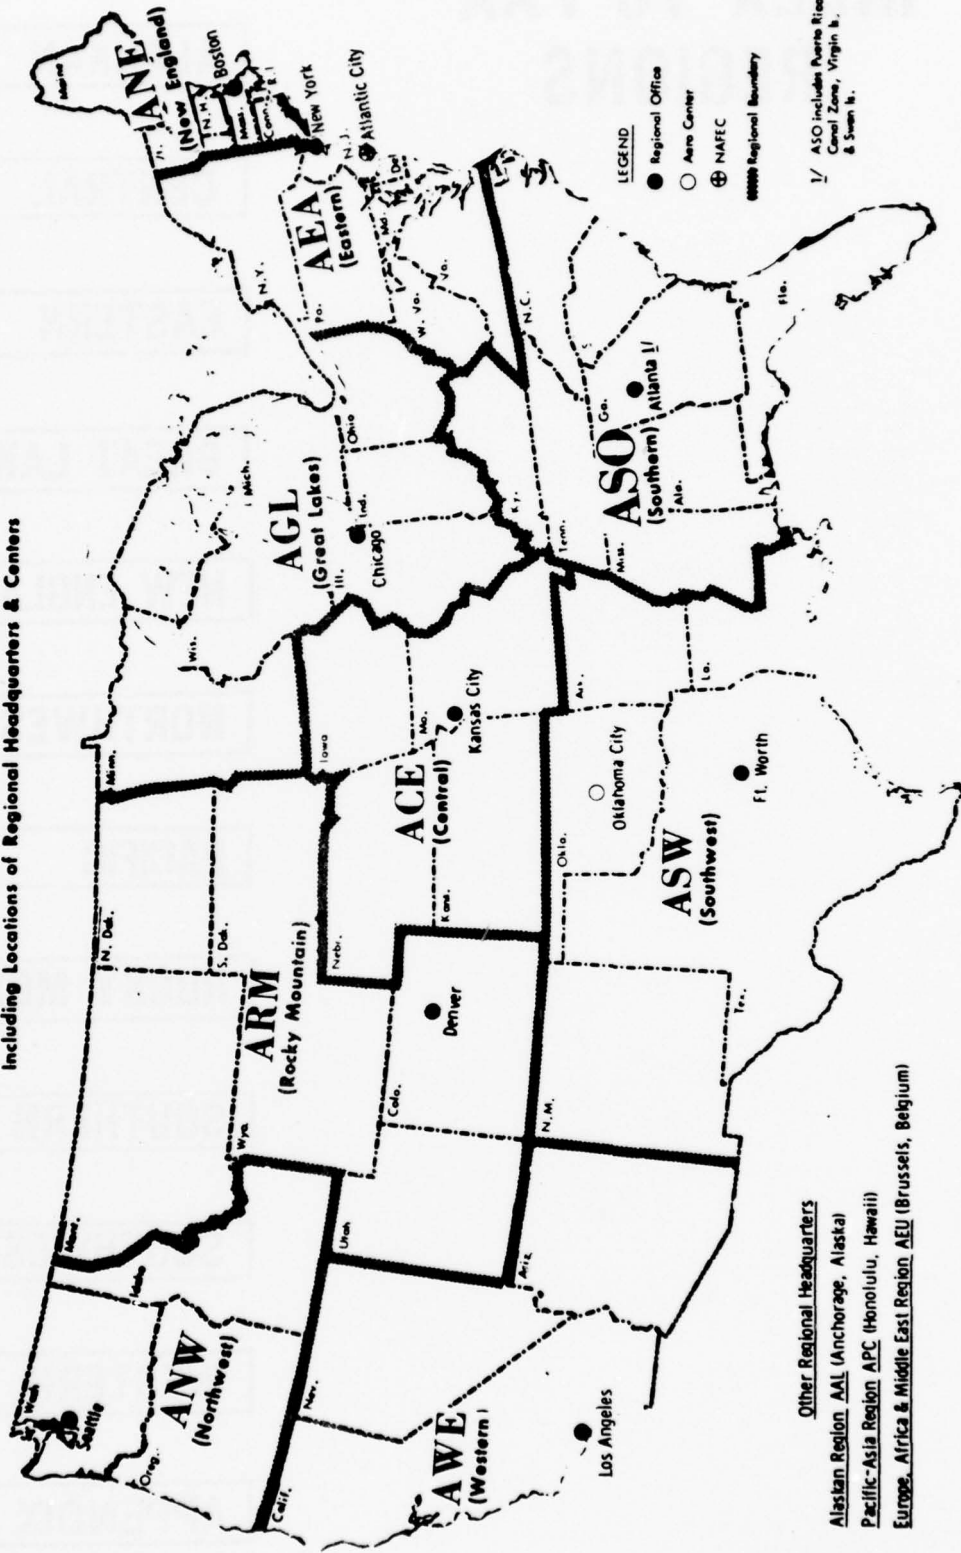 Including Locations of Regional Headquarters & Centers
Wash
Seattle
Oreg.
ANW
(Northwest)
Idaho
Mont.
N. Dak.
S. Dak.
Minn.
Wis.
Mich.
ARM
(Rocky Mountain)
Wyo.
Nebr.
Iowa
AGL
(Great Lakes)
Ill.
Ind.
Ohio
Chicago
Maine
ANE
(New England)
N.H.
Mass.
Conn.
R.I.
Boston
N.Y.
New York
AEA
(Eastern)
Pa.
N.J.
Atlantic City
Md.
Del
W. Va.
Va.
Calif.
Nev.
Utah
Colo.
Denver
ACE
(Central)
Kans.
Mo.
Kansas City
Ky.
Tenn.
N.C.
AWE
(Western)
Los Angeles
Ariz.
N.M.
Tex.
Okla.
Oklahoma City
Ark.
ASW
(Southwest)
Ft. Worth
La.
Miss.
Ala.
Ga.
ASO
(Southern)
Atlanta 1/
Fla.
LEGEND
Regional Office
Aero Center
NAFEC
Regional Boundary
1/ ASO includes Puerto Rico
Canal Zone, Virgin Is.
& Swan Is.
Other Regional Headquarters
Alaskan Region AAL (Anchorage, Alaska)
Pacific-Asia Region APC (Honolulu, Hawaii)
Europe, Africa & Middle East Region AEU (Brussels, Belgium)